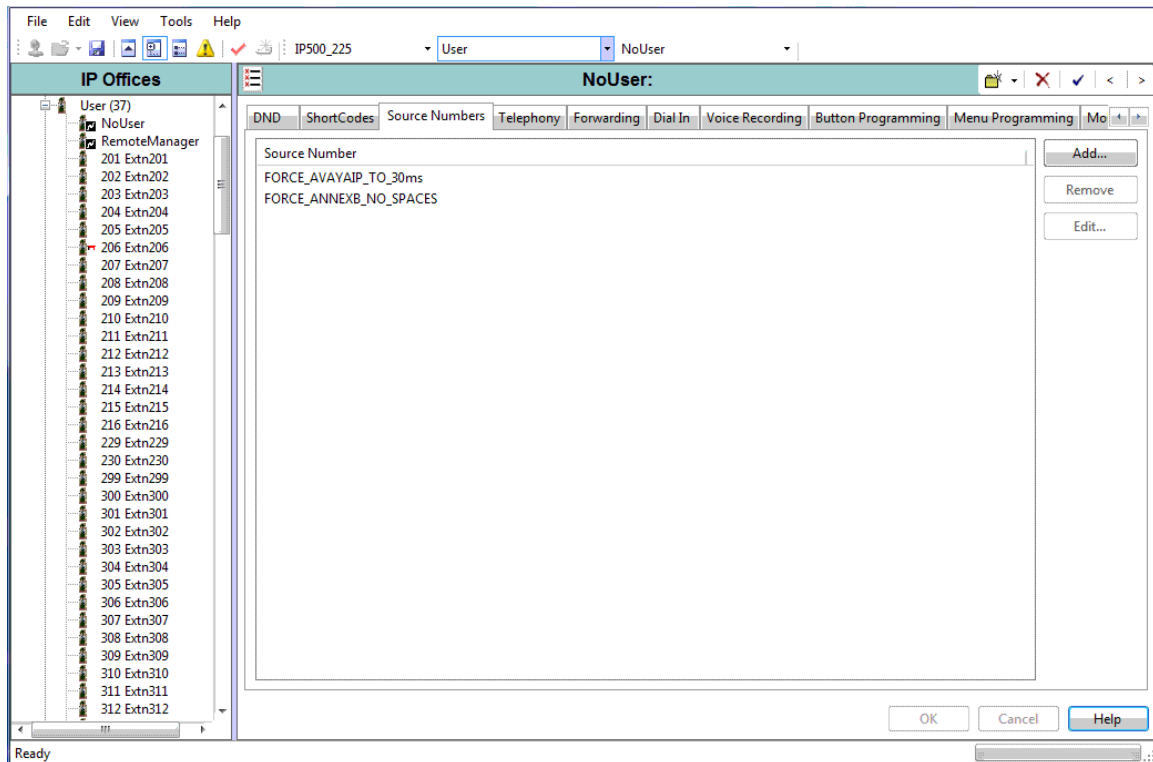 File Edit View Tools Help
IP500_225 User NoUser
IP Offices
NoUser:
User (37)
NoUser
RemoteManager
201 Extn201
202 Extn202
203 Extn203
204 Extn204
205 Extn205
206 Extn206
207 Extn207
208 Extn208
209 Extn209
210 Extn210
211 Extn211
212 Extn212
213 Extn213
214 Extn214
215 Extn215
216 Extn216
229 Extn229
230 Extn230
299 Extn299
300 Extn300
301 Extn301
302 Extn302
303 Extn303
304 Extn304
305 Extn305
306 Extn306
307 Extn307
308 Extn308
309 Extn309
310 Extn310
311 Extn311
312 Extn312
DND ShortCodes Source Numbers Telephony Forwarding Dial In Voice Recording Button Programming Menu Programming Mo
Source Number
FORCE_AVAYAIP_TO_30ms
FORCE_ANNEXB_NO_SPACES
Add...
Remove
Edit...
OK Cancel Help
Ready